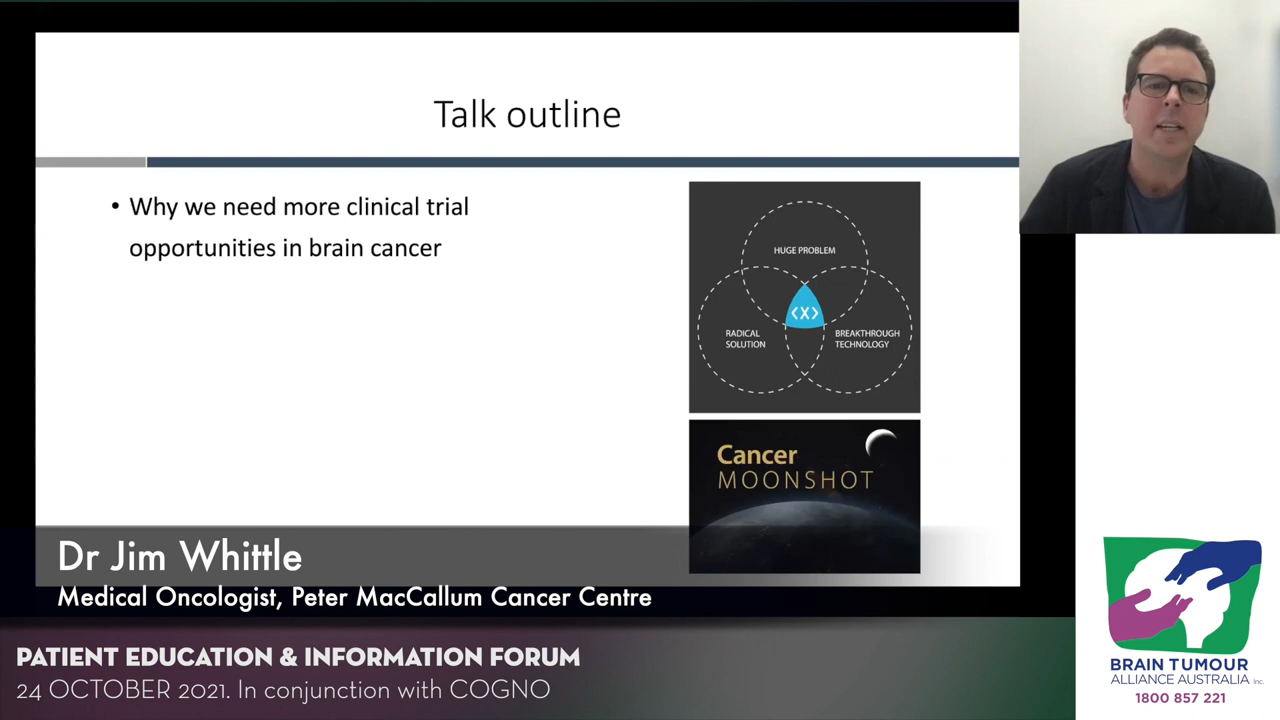 Talk outline
• Why we need more clinical trial
opportunities in brain cancer
HUGE PROBLEM
<X>
RADICAL
SOLUTION
BREAKTHROUGH
TECHNOLOGY
Cancer
MOONSHOT
Dr Jim Whittle
Medical Oncologist, Peter MacCallum Cancer Centre
PATIENT EDUCATION & INFORMATION FORUM
24 OCTOBER 2021. In conjunction with COGNO
BRAIN TUMOUR
ALLIANCE AUSTRALIA Inc.
1800 857 221